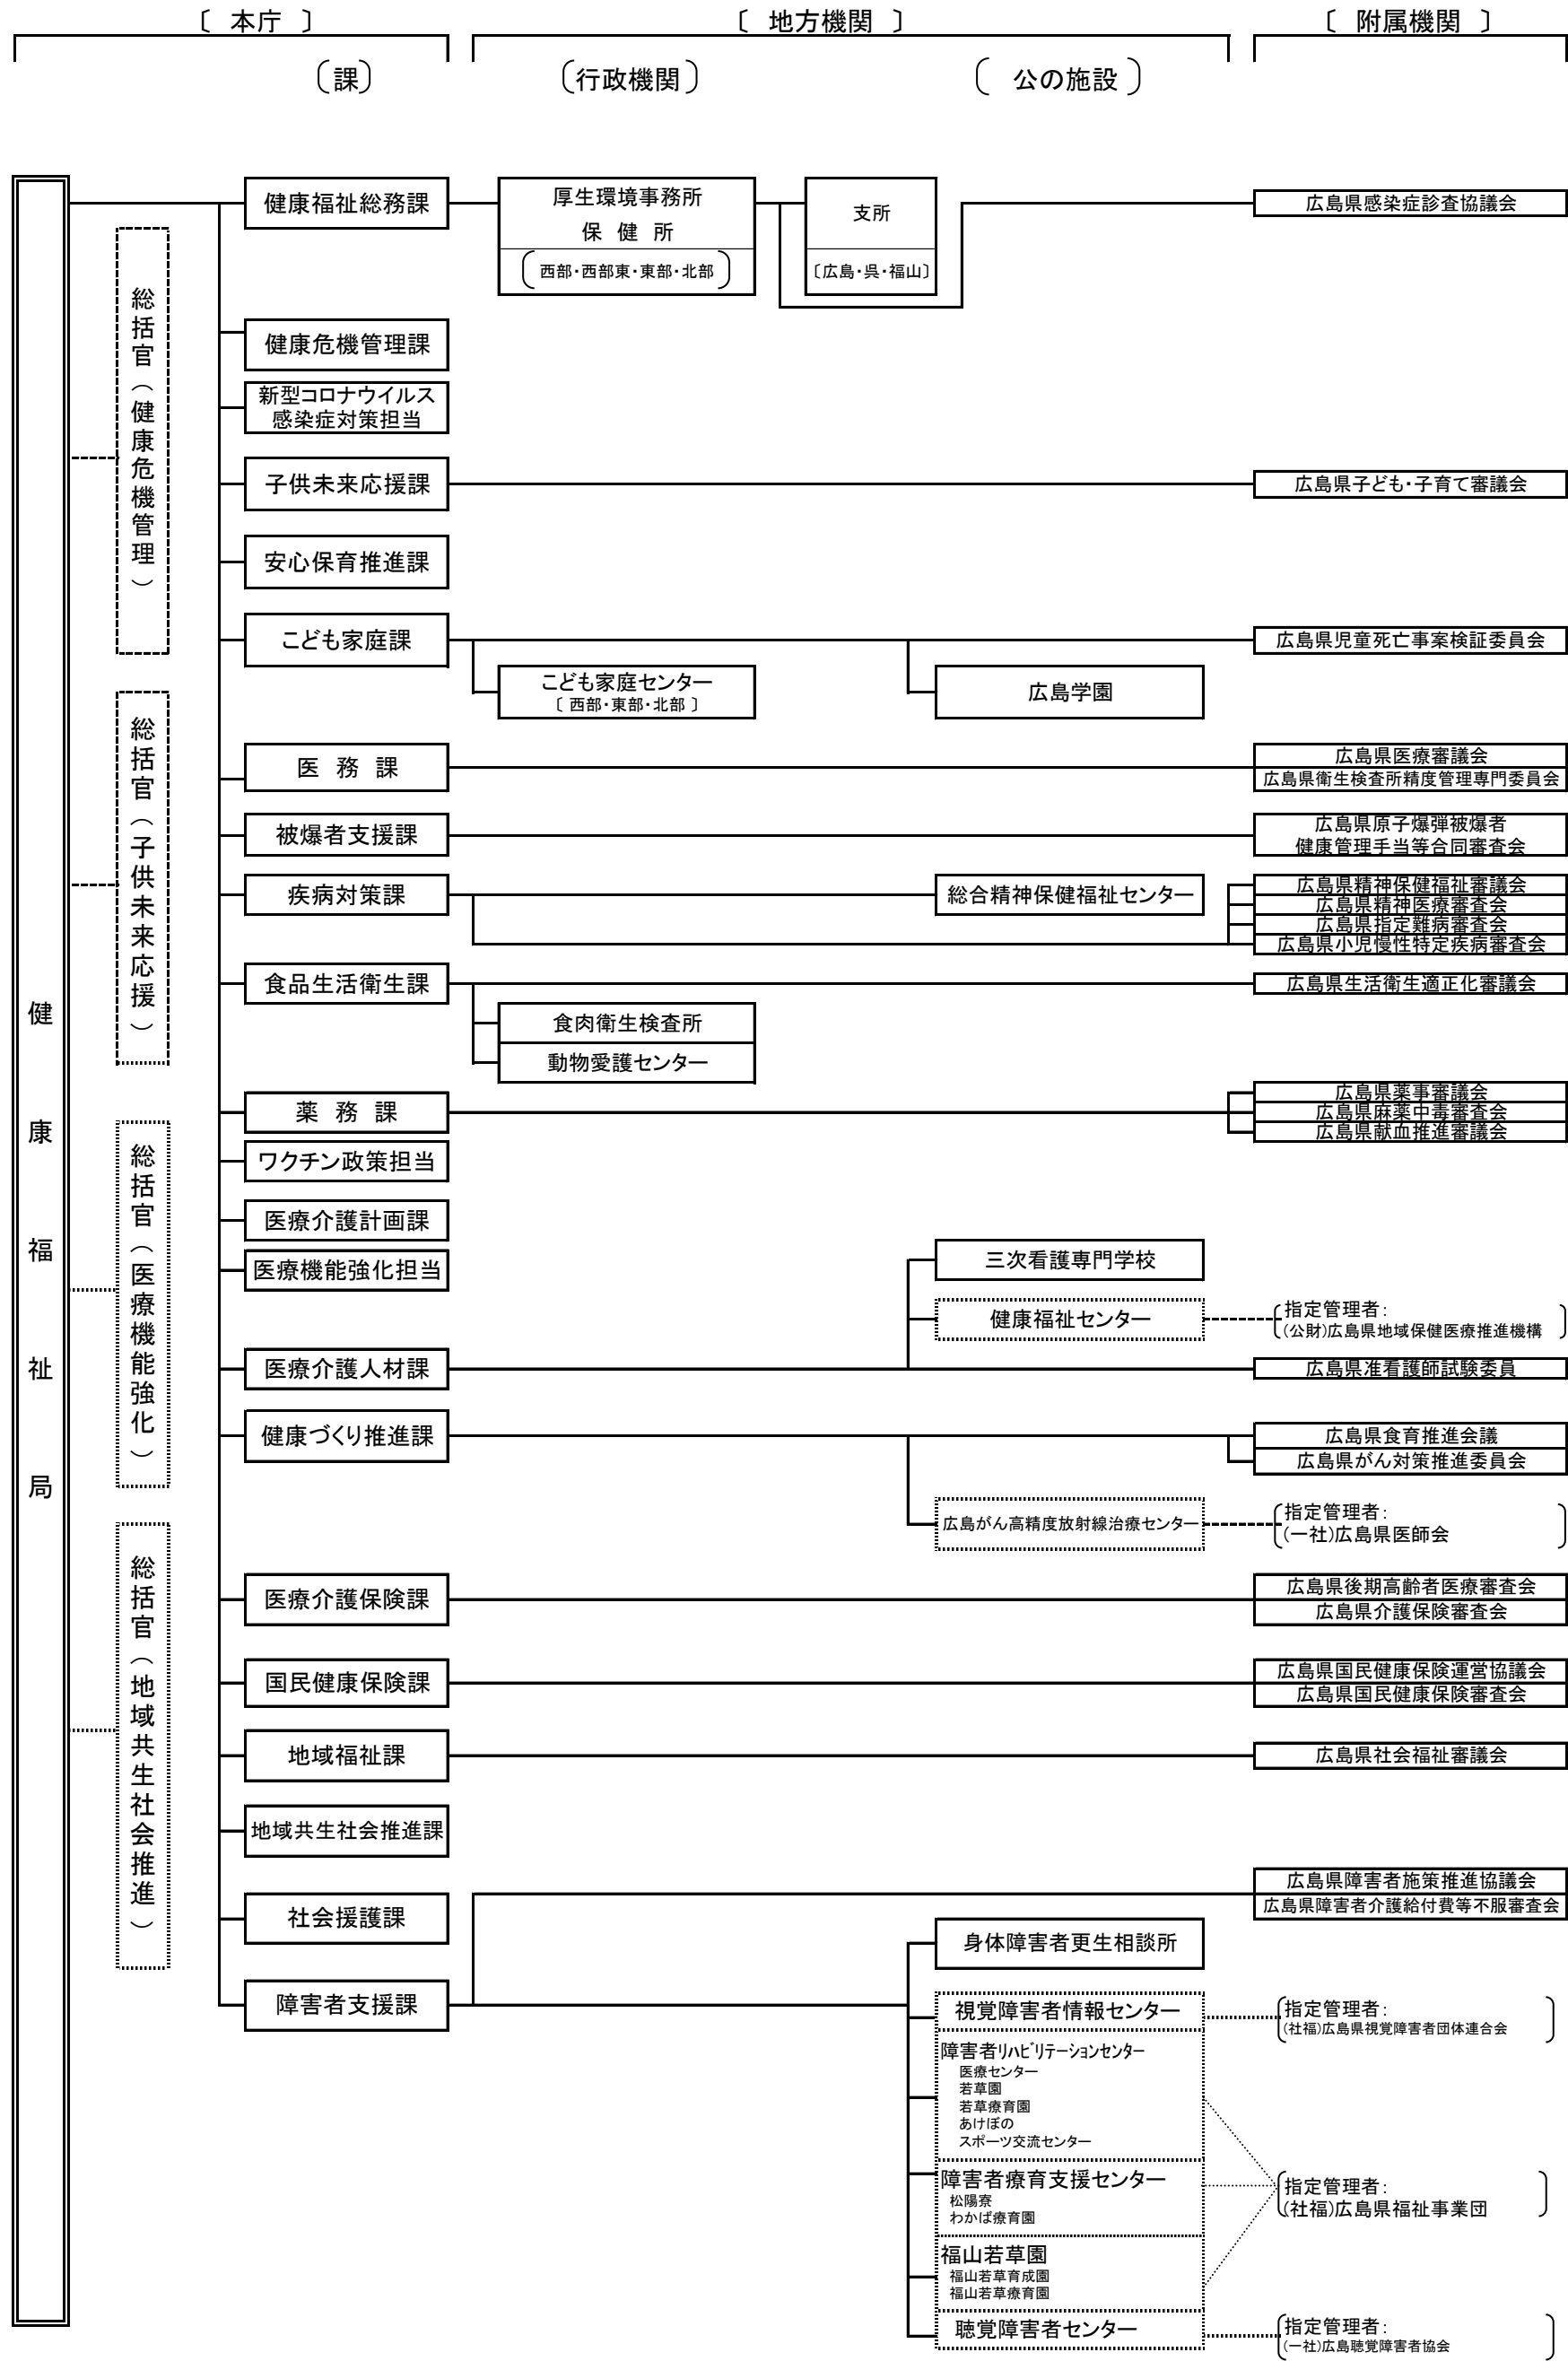 〔 本庁 〕
〔 地方機関 〕
〔 附属機関 〕
〔課〕
〔行政機関〕
〔 公の施設 〕
健康福祉局
総括官（健康危機管理）
総括官（子供未来応援）
総括官（医療機能強化）
総括官（地域共生社会推進）
健康福祉総務課
厚生環境事務所
保 健 所
〔西部・西部東・東部・北部〕
支所
〔広島・呉・福山〕
広島県感染症診査協議会
健康危機管理課
新型コロナウイルス
感染症対策担当
子供未来応援課
広島県子ども・子育て審議会
安心保育推進課
こども家庭課
広島県児童死亡事案検証委員会
こども家庭センター
〔 西部・東部・北部 〕
広島学園
医 務 課
広島県医療審議会
広島県衛生検査所精度管理専門委員会
被爆者支援課
広島県原子爆弾被爆者
健康管理手当等合同審査会
疾病対策課
総合精神保健福祉センター
広島県精神保健福祉審議会
広島県精神医療審査会
広島県指定難病審査会
広島県小児慢性特定疾病審査会
食品生活衛生課
広島県生活衛生適正化審議会
食肉衛生検査所
動物愛護センター
薬 務 課
広島県薬事審議会
広島県麻薬中毒審査会
広島県献血推進審議会
ワクチン政策担当
医療介護計画課
医療機能強化担当
三次看護専門学校
健康福祉センター
指定管理者：
(公財)広島県地域保健医療推進機構
医療介護人材課
広島県准看護師試験委員
健康づくり推進課
広島県食育推進会議
広島県がん対策推進委員会
広島がん高精度放射線治療センター
指定管理者：
(一社)広島県医師会
医療介護保険課
広島県後期高齢者医療審査会
広島県介護保険審査会
国民健康保険課
広島県国民健康保険運営協議会
広島県国民健康保険審査会
地域福祉課
広島県社会福祉審議会
地域共生社会推進課
社会援護課
広島県障害者施策推進協議会
広島県障害者介護給付費等不服審査会
障害者支援課
身体障害者更生相談所
視覚障害者情報センター
指定管理者：
(社福)広島県視覚障害者団体連合会
障害者ﾘﾊﾋﾞﾘﾃｰｼｮﾝｾﾝﾀｰ
医療センター
若草園
若草療育園
あけぼの
スポーツ交流センター
障害者療育支援センター
松陽寮
わかば療育園
指定管理者：
(社福)広島県福祉事業団
福山若草園
福山若草育成園
福山若草療育園
聴覚障害者センター
指定管理者：
(一社)広島聴覚障害者協会